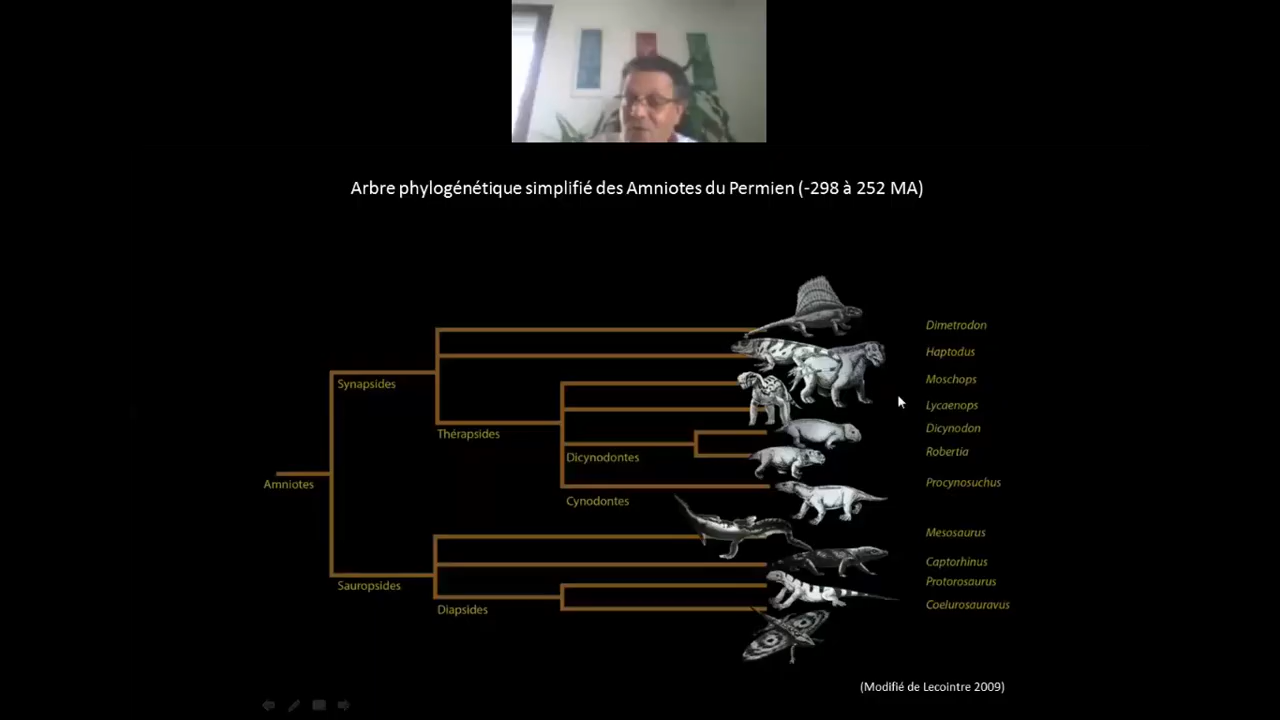 Arbre phylogénétique simplifié des Amniotes du Permien (-298 à 252 MA)
Dimetrodon
Haptodus
Synapsides
Moschops
Lycaenops
Thérapsides
Dicynodon
Dicynodontes
Robertia
Amniotes
Procynosuchus
Cynodontes
Mesosaurus
Captorhinus
Sauropsides
Protorosaurus
Diapsides
Coelurosauravus
(Modifié de Lecointre 2009)